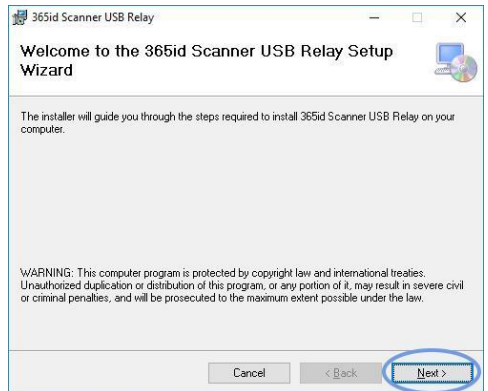 365id Scanner USB Relay
Welcome to the 365id Scanner USB Relay Setup
Wizard
The installer will guide you through the steps required to install 365id Scanner USB Relay on your
computer.
WARNING: This computer program is protected by copyright law and international treaties.
Unauthorized duplication or distribution of this program, or any portion of it, may result in severe civil
or criminal penalties, and will be prosecuted to the maximum extent possible under the law.
Cancel < Back Next >